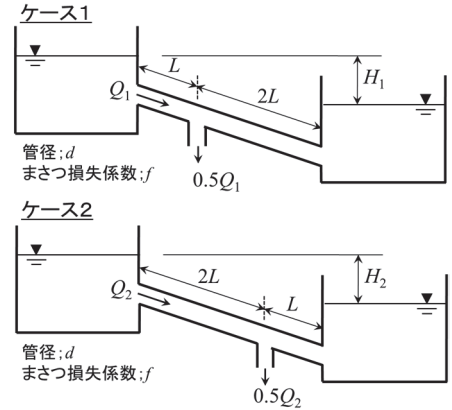 ケース1
L
H₁
Q₁
2L
管径;d
まさつ損失係数;f
0.5Q₁
ケース2
2L
H₂
Q₂
L
管径;d
まさつ損失係数;f
0.5Q₂